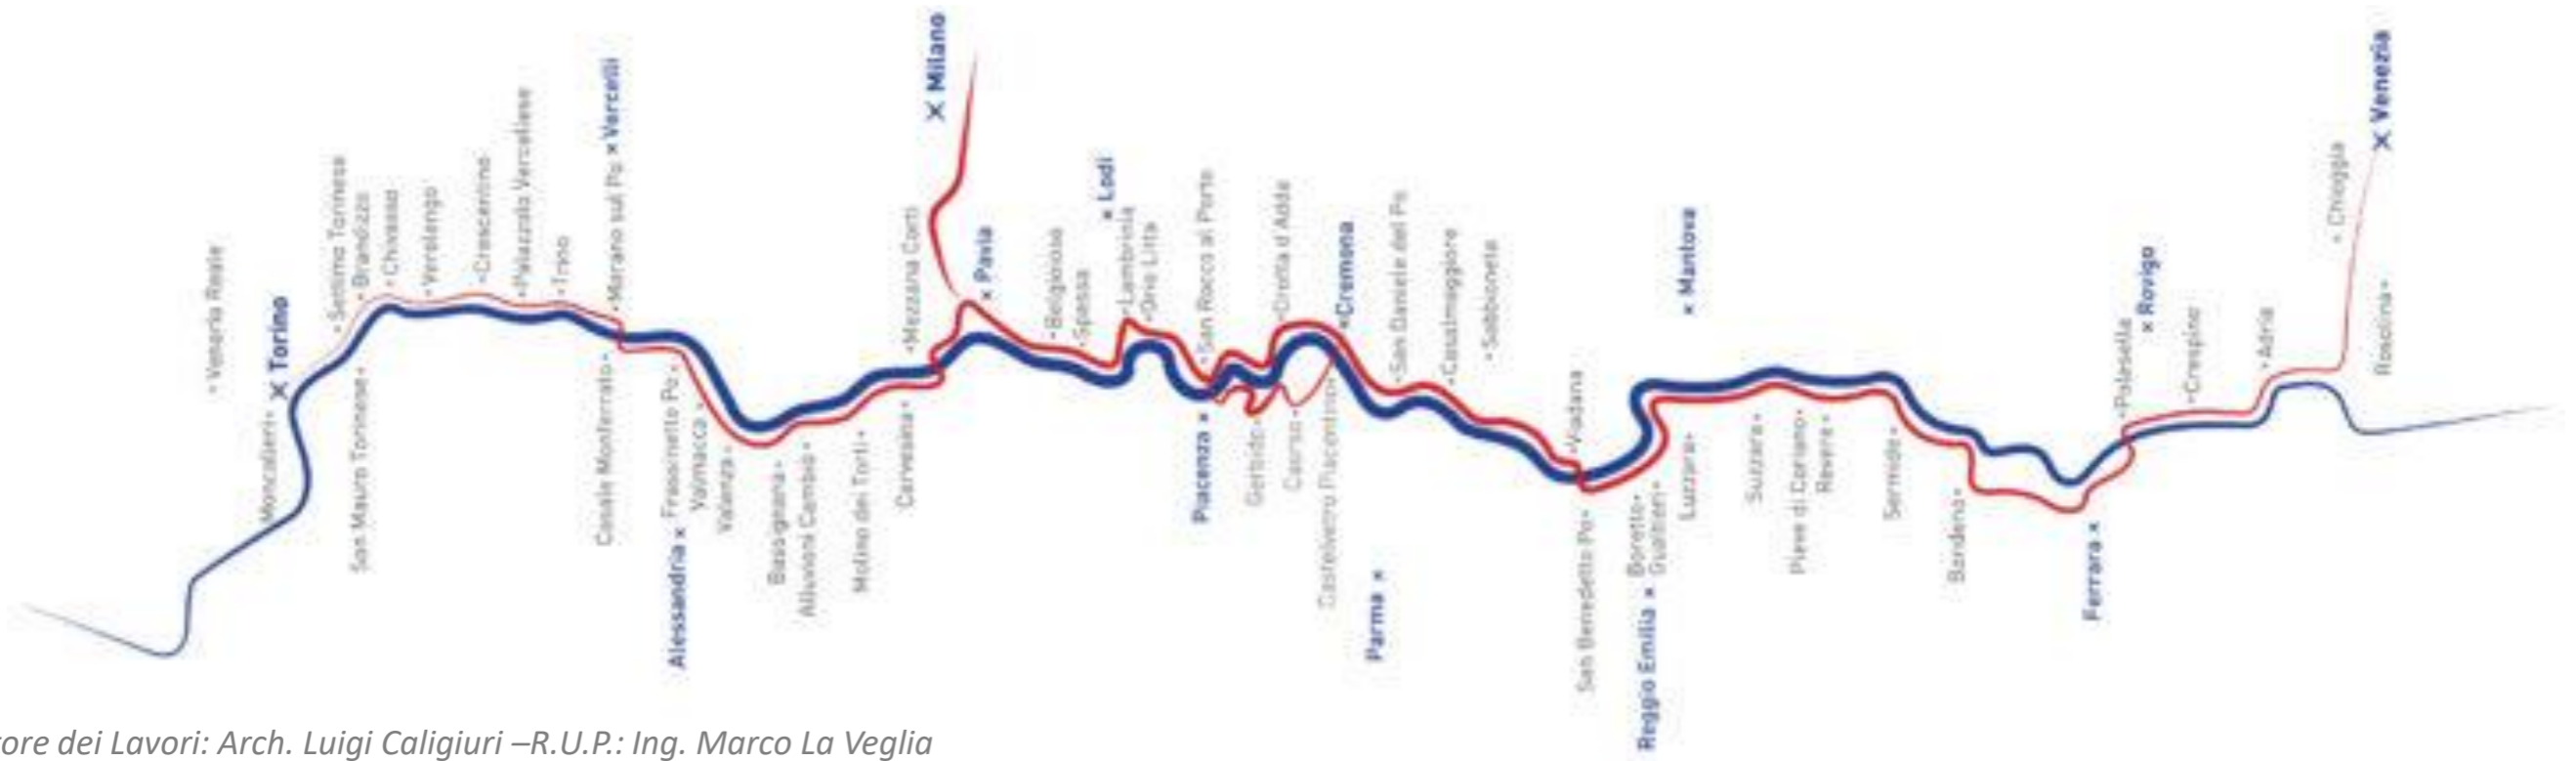 Venaria Reale
Moncalieri
Torino
Settimo Torinese
Brandizzo
San Mauro Torinese
Chivasso
Verolengo
Crescentino
Palazzolo Vercellese
Trino
Casale Monferrato
Vercelli
Morano sul Po
Frassineto Po
Alessandria
Valmacca
Valenza
Bassignana
Alluvioni Cambiò
Molino dei Torti
Mezzana Corti
Cervesina
Milano
Pavia
Belgioioso
Spessa
Lodi
Lambrinia
Orio Litta
San Rocco al Porto
Piacenza
Gerbido
Crotta d'Adda
Caorso
Castelvetro Piacentino
Cremona
Parma
San Daniele del Po
Casalmaggiore
Sabbioneta
Viadana
San Benedetto Po
Boretto
Reggio Emilia
Gualtieri
Mantova
Luzzara
Suzzara
Pieve di Coriano
Revere
Sermide
Bondeno
Ferrara
Polesella
Rovigo
Crespino
Adria
Chioggia
Venezia
Rosolina
tore dei Lavori: Arch. Luigi Caligiuri –R.U.P.: Ing. Marco La Veglia